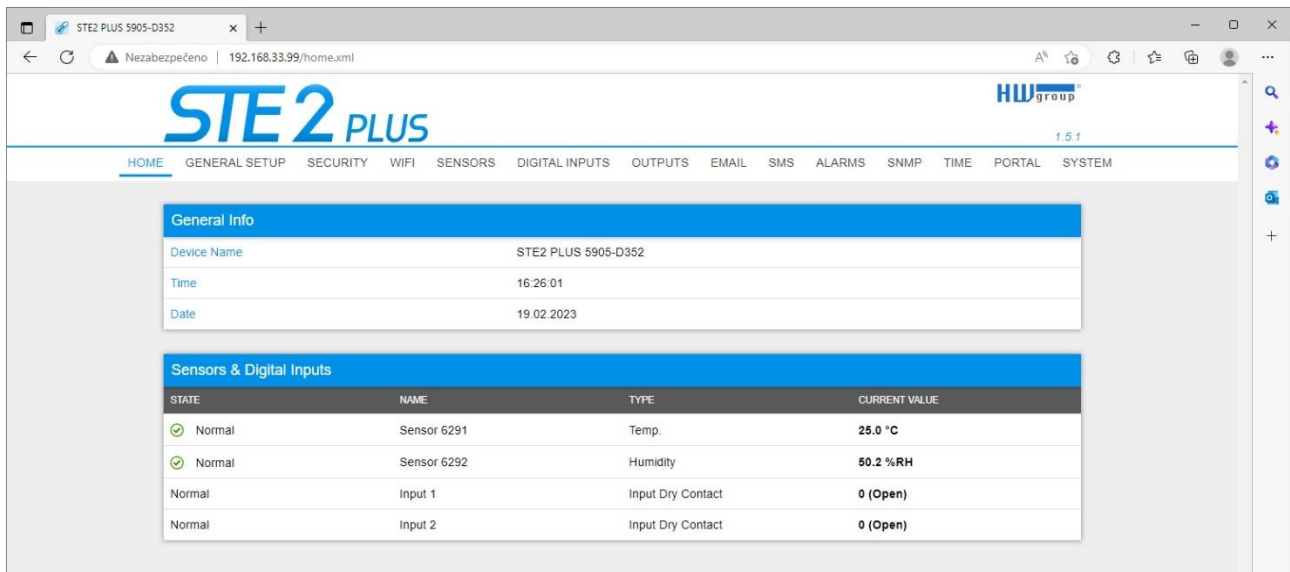 STE2 PLUS 5905-D352
Nezabezpečeno | 192.168.33.99/home.xml
STE2 PLUS
HWgroup
1.5.1
HOME GENERAL SETUP SECURITY WIFI SENSORS DIGITAL INPUTS OUTPUTS EMAIL SMS ALARMS SNMP TIME PORTAL SYSTEM
General Info
Device Name STE2 PLUS 5905-D352
Time 16:26:01
Date 19.02.2023
Sensors & Digital Inputs
STATE NAME TYPE CURRENT VALUE
Normal Sensor 6291 Temp. 25.0 °C
Normal Sensor 6292 Humidity 50.2 %RH
Normal Input 1 Input Dry Contact 0 (Open)
Normal Input 2 Input Dry Contact 0 (Open)